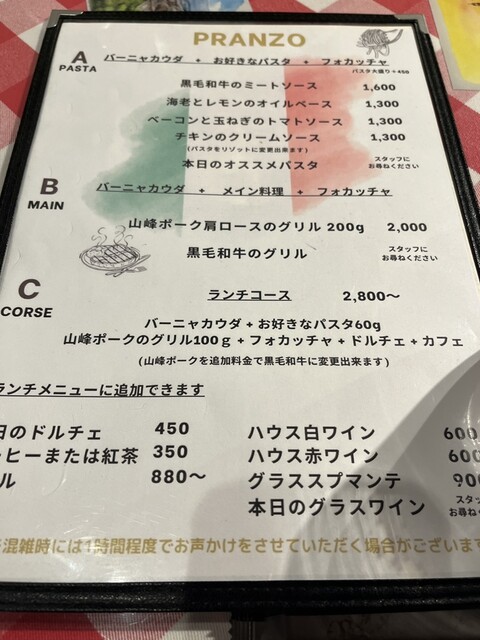 PRANZO
A バーニャカウダ + お好きなパスタ + フォカッチャ
PASTA
パスタ大盛り+450
黒毛和牛のミートソース 1,600
海老とレモンのオイルベース 1,300
ベーコンと玉ねぎのトマトソース 1,300
チキンのクリームソース 1,300
(パスタをリゾットに変更出来ます)
本日のオススメパスタ スタッフにお尋ねください
B バーニャカウダ + メイン料理 + フォカッチャ
MAIN
山峰ポーク肩ロースのグリル 200g 2,000
黒毛和牛のグリル スタッフにお尋ねください
C ランチコース 2,800〜
CORSE
バーニャカウダ+お好きなパスタ60g
山峰ポークのグリル100g+フォカッチャ+ドルチェ+カフェ
(山峰ポークを追加料金で黒毛和牛に変更出来ます)
ランチメニューに追加できます
日のドルチェ 450
ーヒーまたは紅茶 350
ル 880〜
ハウス白ワイン 600
ハウス赤ワイン 600
グラススプマンテ 900
本日のグラスワイン スタッ
お尋ね
混雑時には1時間程度でお声かけをさせていただく場合がございます